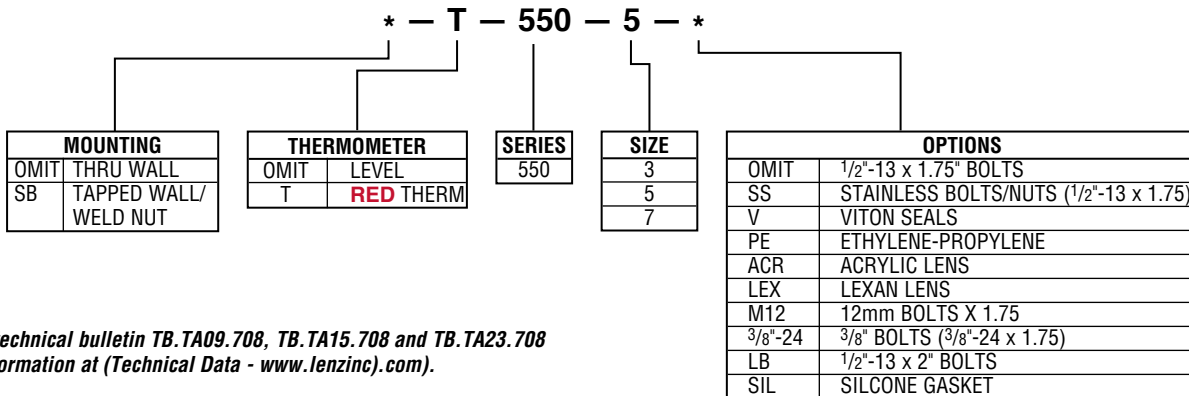 * — T — 550 — 5 — *
MOUNTING
OMIT THRU WALL
SB TAPPED WALL/
WELD NUT
THERMOMETER
OMIT LEVEL
T RED THERM
SERIES
550
SIZE
3
5
7
OPTIONS
OMIT 1/2"-13 x 1.75" BOLTS
SS STAINLESS BOLTS/NUTS (1/2"-13 x 1.75)
V VITON SEALS
PE ETHYLENE-PROPYLENE
ACR ACRYLIC LENS
LEX LEXAN LENS
M12 12mm BOLTS X 1.75
3/8"-24 3/8" BOLTS (3/8"-24 x 1.75)
LB 1/2"-13 x 2" BOLTS
SIL SILCONE GASKET
technical bulletin TB.TA09.708, TB.TA15.708 and TB.TA23.708
ormation at (Technical Data - www.lenzinc).com).